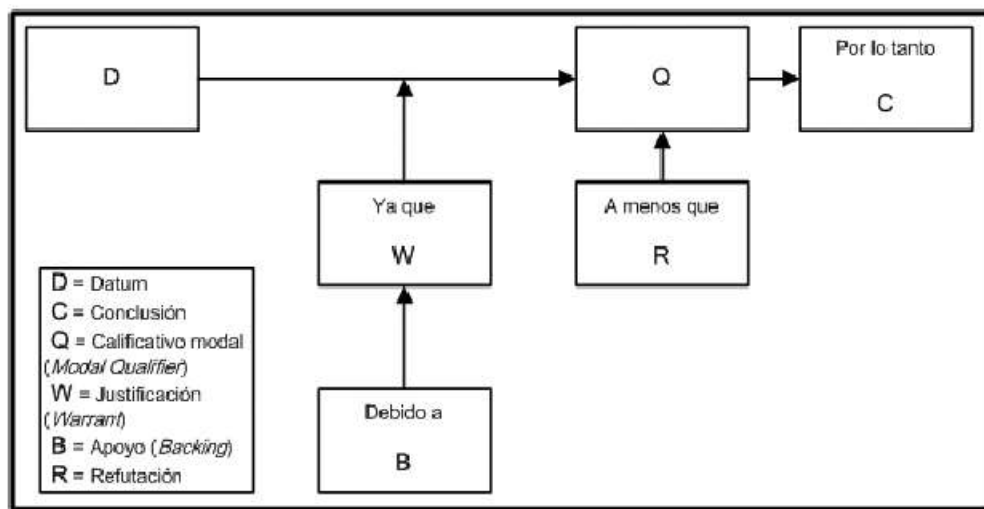 D
Q
Por lo tanto
C
Ya que
W
A menos que
R
D = Datum
C = Conclusión
Q = Calificativo modal
(Modal Qualifier)
W = Justificación
(Warrant)
B = Apoyo (Backing)
R = Refutación
Debido a
B